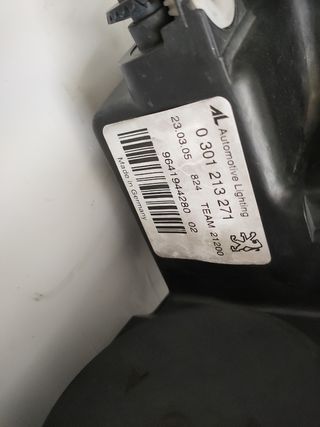 AL Automotive Lighting
0 301 213 271
23.03.05 824 TEAM 21200
9641944280 02
Made in Germany